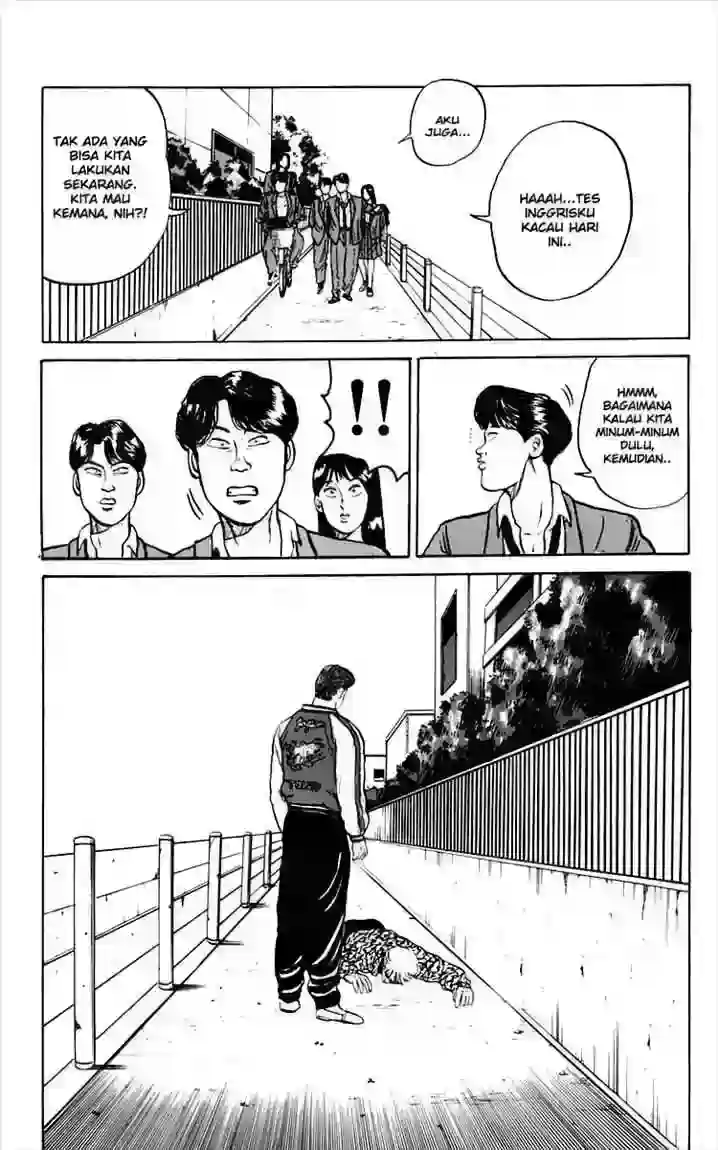 HAAAH...TES
INGGRISKU
KACAU HARI
INI..
AKU
JUGA...
TAK ADA YANG
BISA KITA
LAKUKAN
SEKARANG.
KITA MAU
KEMANA, NIH?!
HMMM,
BAGAIMANA
KALAU KITA
MINUM-MINUM
DULU,
KEMUDIAN..
!!